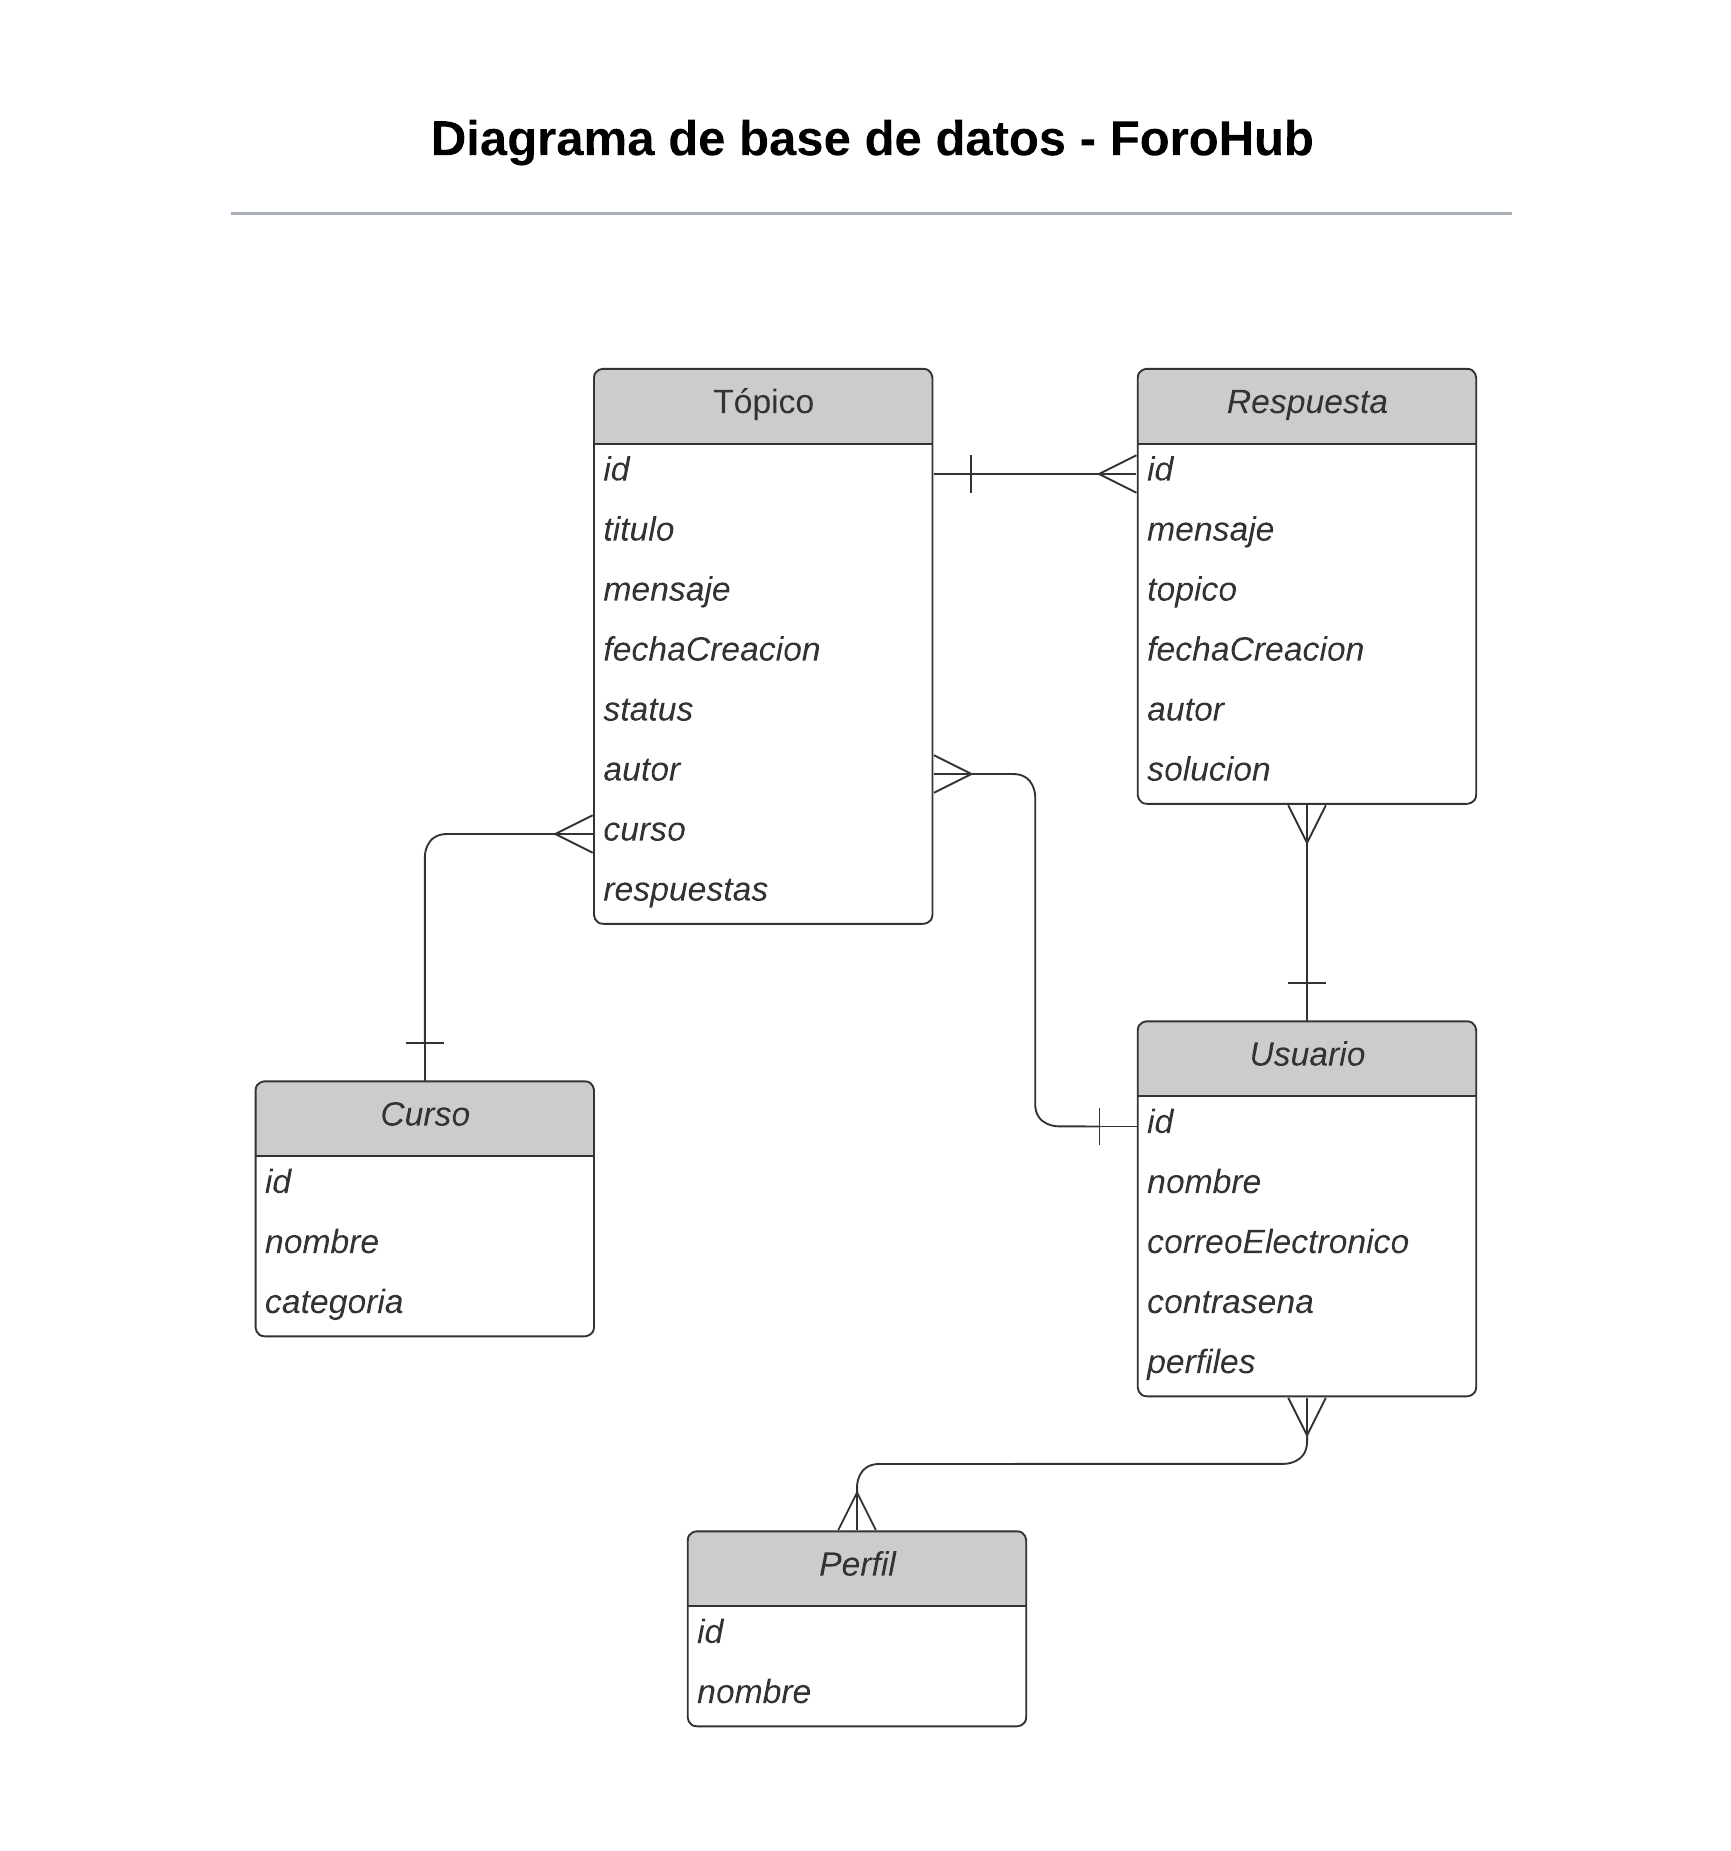 Diagrama de base de datos - ForoHub
Tópico
id
titulo
mensaje
fechaCreacion
status
autor
curso
respuestas
Respuesta
id
mensaje
topico
fechaCreacion
autor
solucion
Curso
id
nombre
categoria
Usuario
id
nombre
correoElectronico
contrasena
perfiles
Perfil
id
nombre